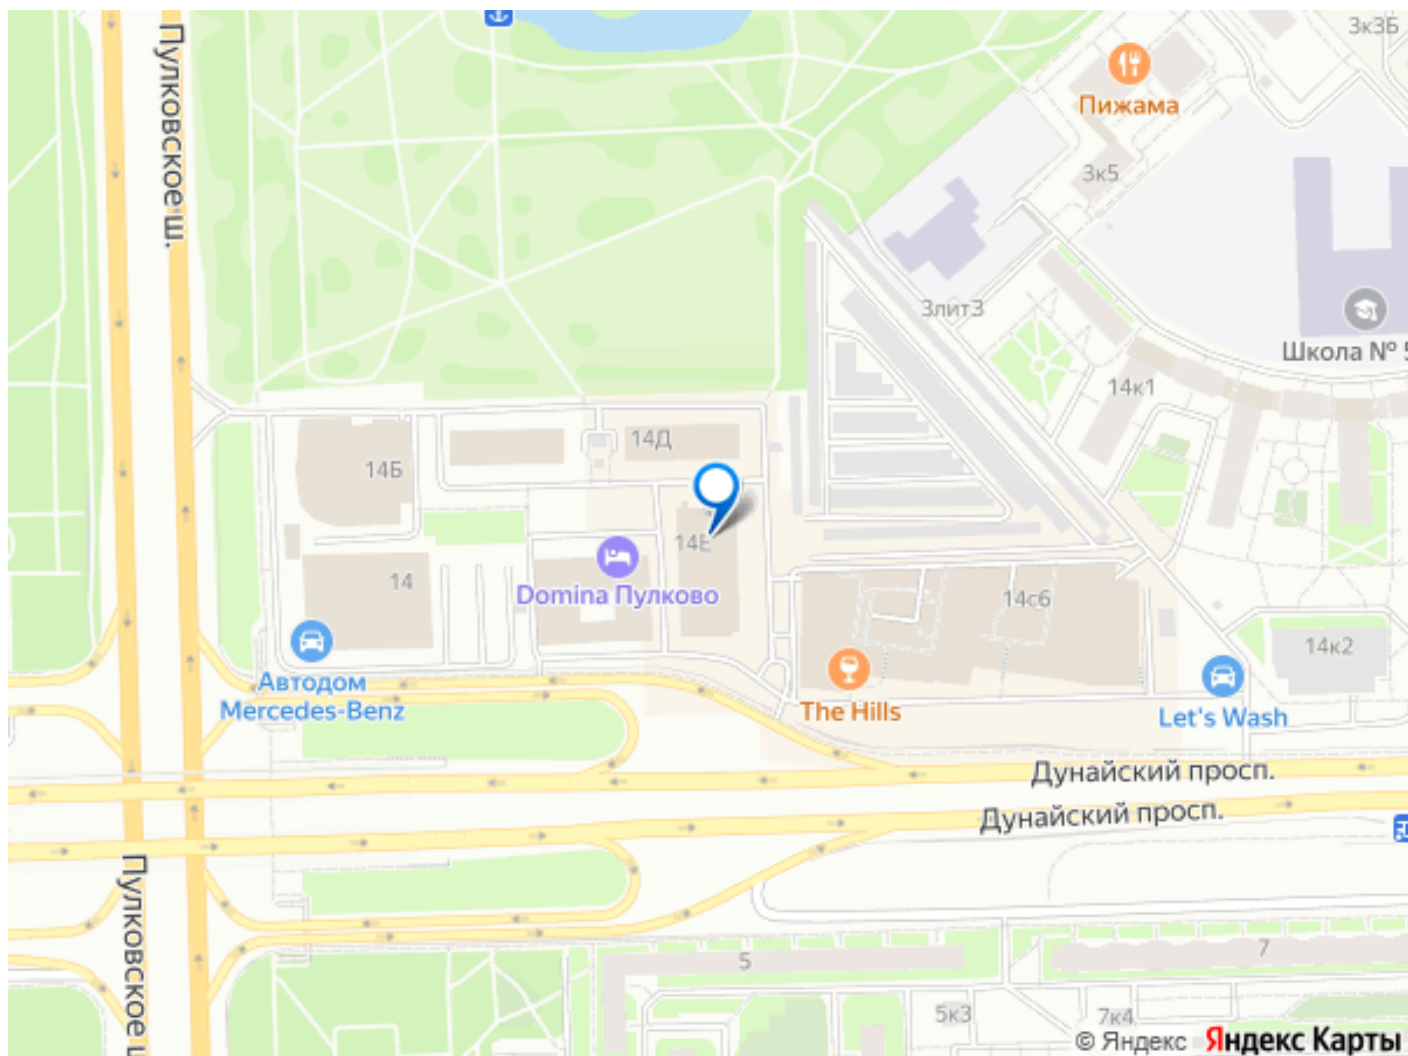 Пулковское ш.
3к3Б
Пижама
3к5
3лит3
Школа №
14к1
14Д
14Б
14Е
14
Domina Пулково
14с6
14к2
Автодом
Mercedes-Benz
The Hills
Let's Wash
Дунайский просп.
Дунайский просп.
Пулковское
5
7
5к3
7к4
© Яндекс
Яндекс Карты